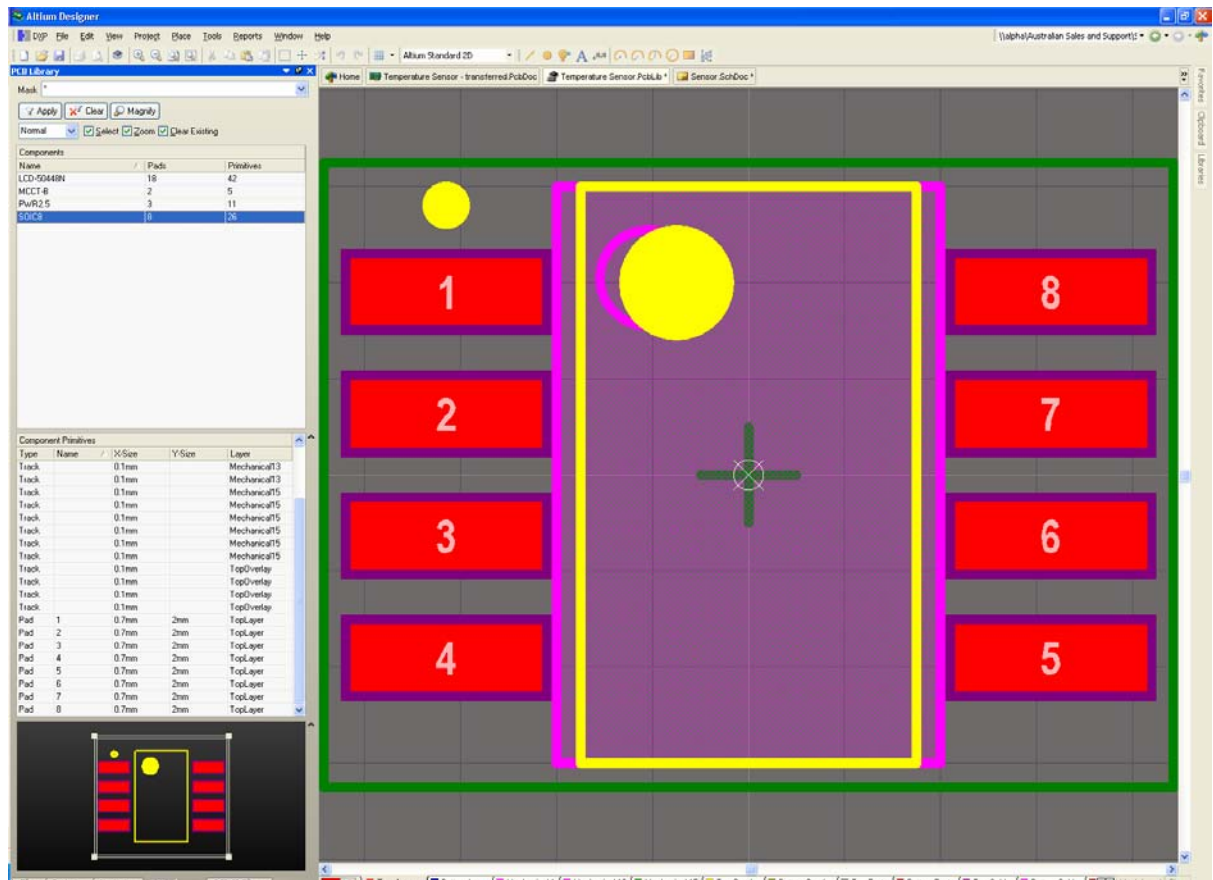 Altium Designer
DXP File Edit View Project Place Tools Reports Window Help
\\alpha\Australian Sales and Support\S
Altium Standard 2D
PCB Library
Home Temperature Sensor - transferred.PcbDoc Temperature Sensor.PcbLib * Sensor.SchDoc *
Mask *
Apply Clear Magnify
Normal Select Zoom Clear Existing
Components
Name / Pads Primitives
LCD-50448N 18 42
MCCT-B 2 5
PWR2.5 3 11
SOIC8 8 26
Favorites
Clipboard
Libraries
1
8
2
7
3
6
4
5
Component Primitives
Type Name / X-Size Y-Size Layer
Track 0.1mm Mechanical13
Track 0.1mm Mechanical13
Track 0.1mm Mechanical15
Track 0.1mm Mechanical15
Track 0.1mm Mechanical15
Track 0.1mm Mechanical15
Track 0.1mm Mechanical15
Track 0.1mm Mechanical15
Track 0.1mm TopOverlay
Track 0.1mm TopOverlay
Track 0.1mm TopOverlay
Track 0.1mm TopOverlay
Pad 1 0.7mm 2mm TopLayer
Pad 2 0.7mm 2mm TopLayer
Pad 3 0.7mm 2mm TopLayer
Pad 4 0.7mm 2mm TopLayer
Pad 5 0.7mm 2mm TopLayer
Pad 6 0.7mm 2mm TopLayer
Pad 7 0.7mm 2mm TopLayer
Pad 8 0.7mm 2mm TopLayer